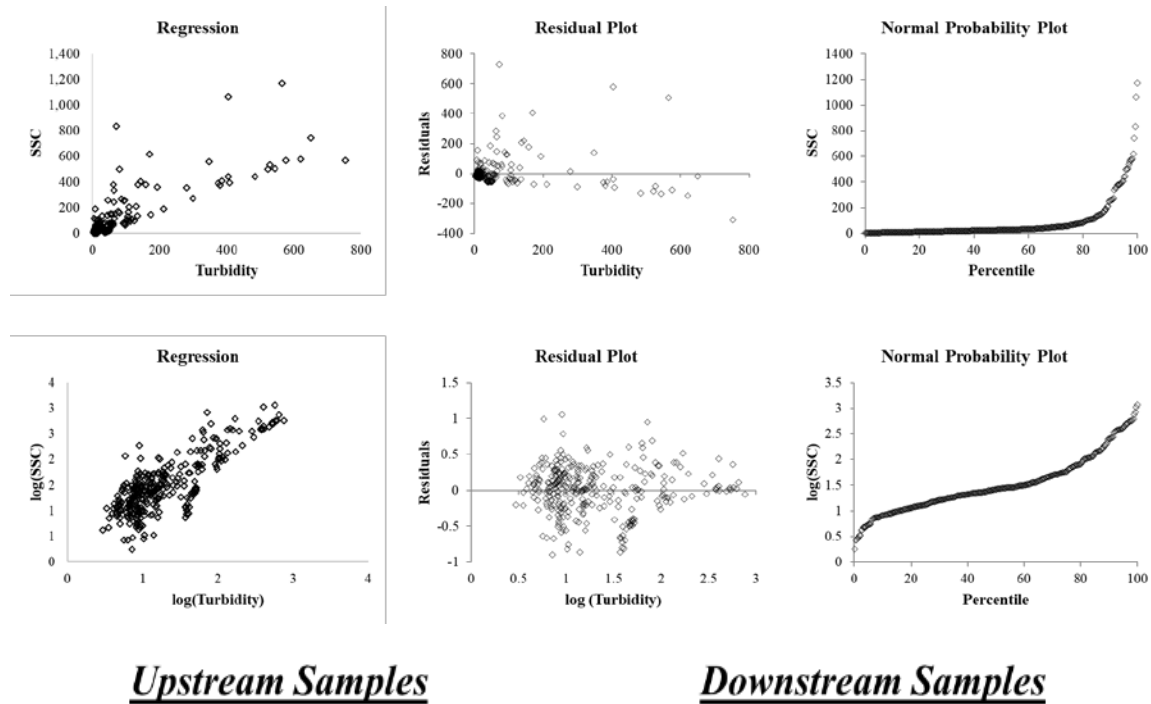 Regression
1,400
1,200
1,000
800
600
400
200
0
SSC
0 200 400 600 800
Turbidity
Residual Plot
800
600
400
200
0
-200
-400
Residuals
0 200 400 600 800
Turbidity
Normal Probability Plot
1400
1200
1000
800
600
400
200
0
SSC
0 20 40 60 80 100
Percentile
Regression
4
3
3
2
2
1
1
0
log(SSC)
0 1 2 3 4
log(Turbidity)
Residual Plot
1.5
1
0.5
0
-0.5
-1
Residuals
0 0.5 1 1.5 2 2.5 3
log (Turbidity)
Normal Probability Plot
3.5
3
2.5
2
1.5
1
0.5
0
log(SSC)
0 20 40 60 80 100
Percentile
Upstream Samples
Downstream Samples